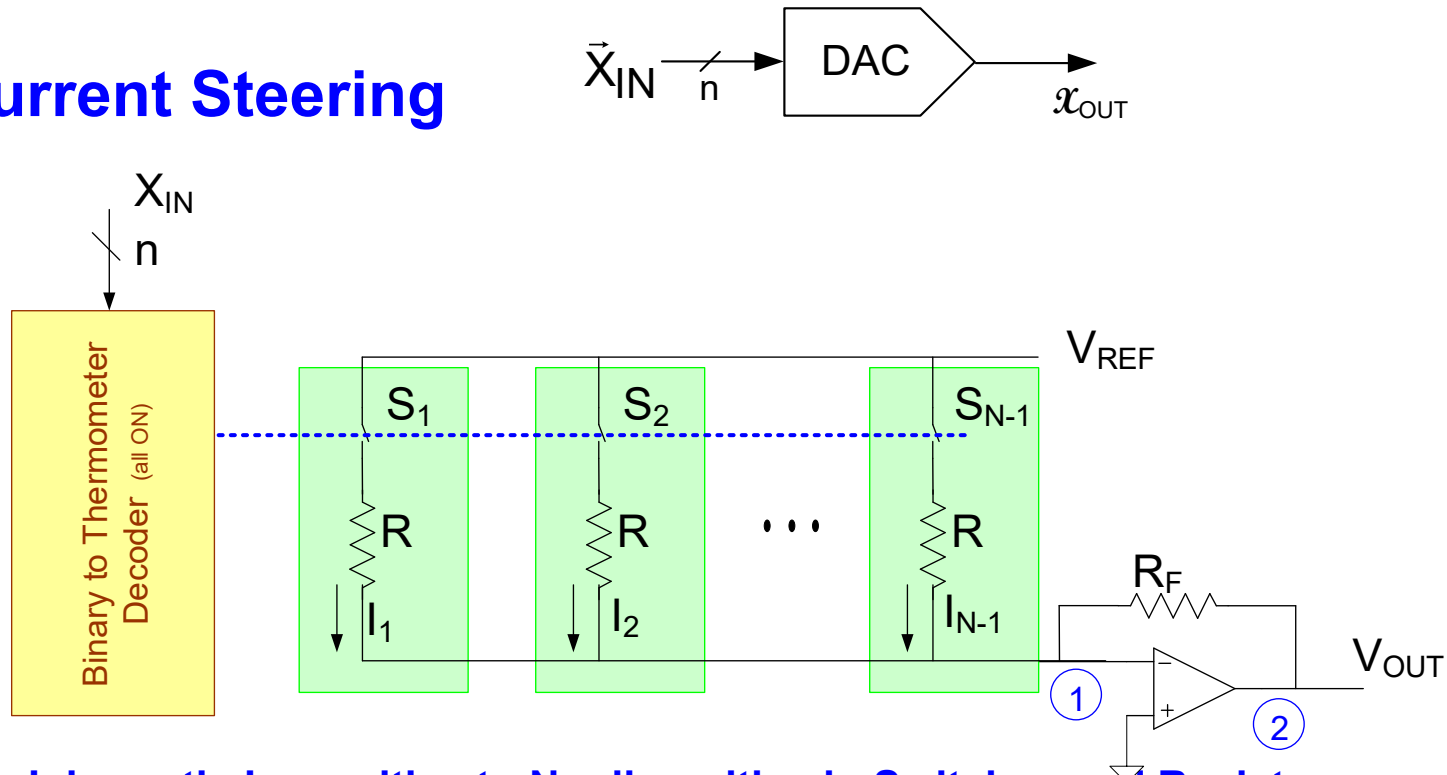 urrent Steering
X⃗IN
n
DAC
𝒳OUT
XIN
n
Binary to Thermometer
Decoder (all ON)
VREF
S1
S2
SN-1
R
R
• • •
R
I1
I2
IN-1
RF
VOUT
1
2
−
+